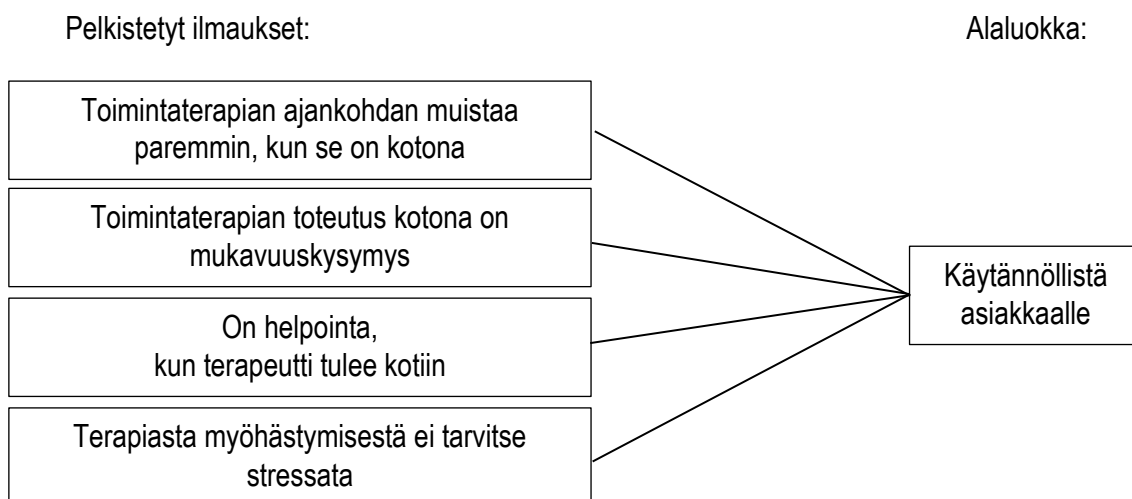 Pelkistetyt ilmaukset:
Alaluokka:
Toimintaterapian ajankohdan muistaa
paremmin, kun se on kotona
Toimintaterapian toteutus kotona on
mukavuuskysymys
On helpointa,
kun terapeutti tulee kotiin
Terapiasta myöhästymisestä ei tarvitse
stressata
Käytännöllistä
asiakkaalle